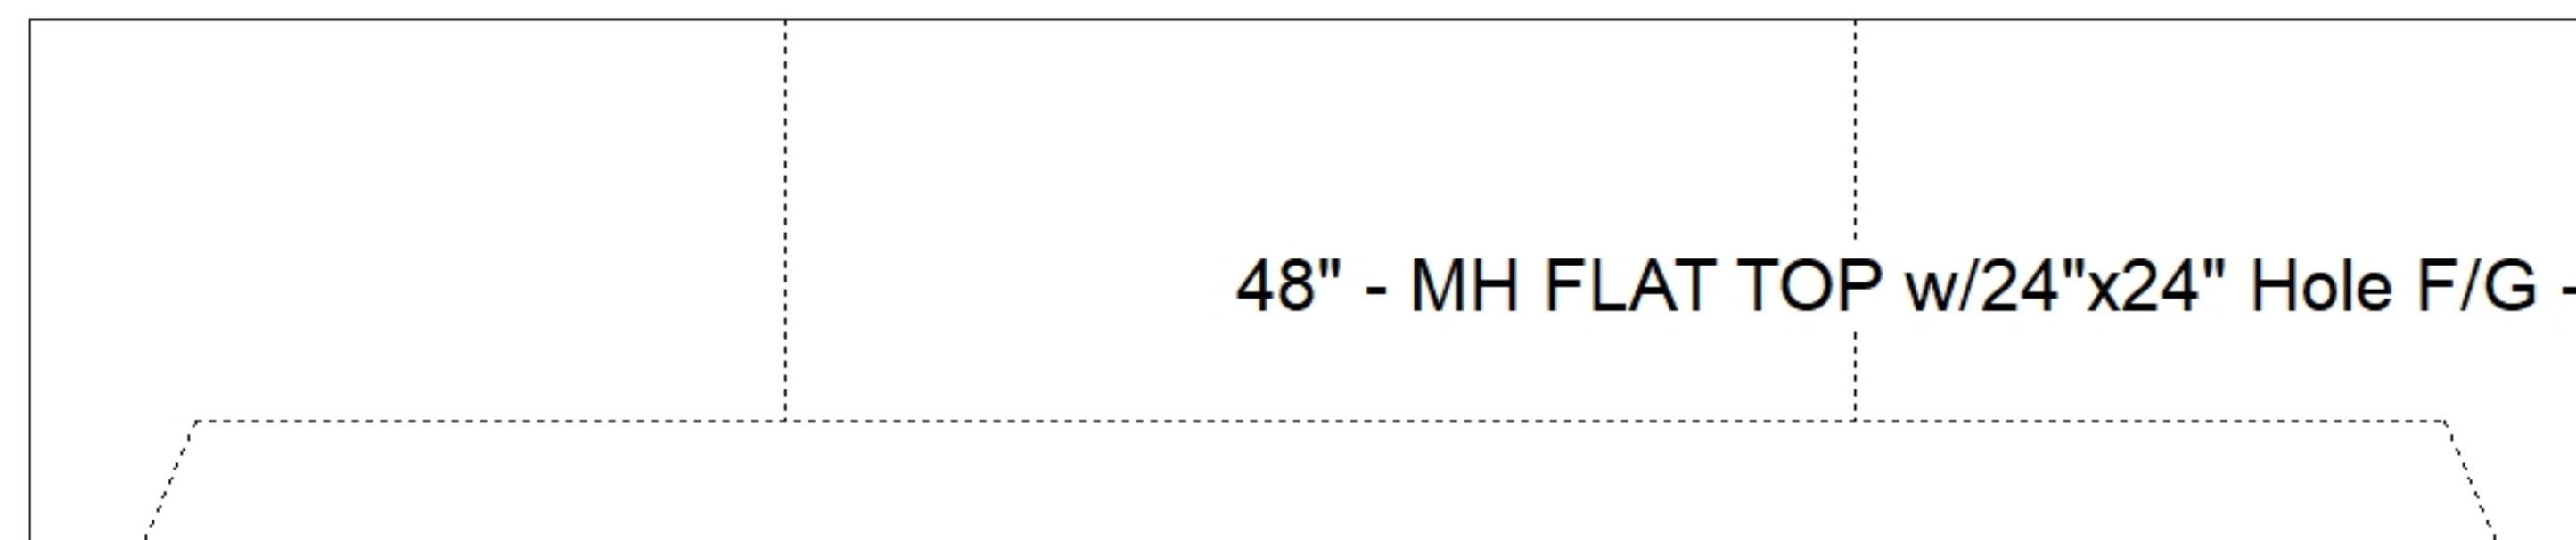 48" - MH FLAT TOP w/24"x24" Hole F/G -